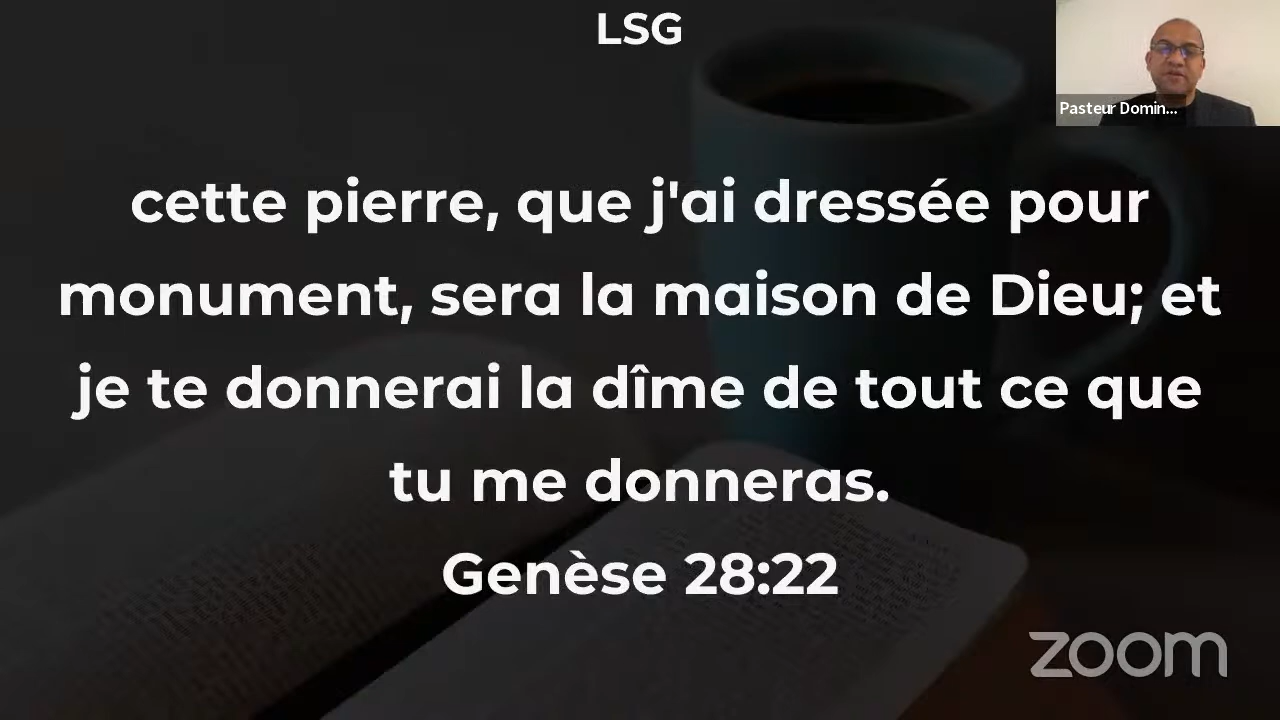 LSG
Pasteur Domin...
cette pierre, que j'ai dressée pour
monument, sera la maison de Dieu; et
je te donnerai la dîme de tout ce que
tu me donneras.
Genèse 28:22
zoom